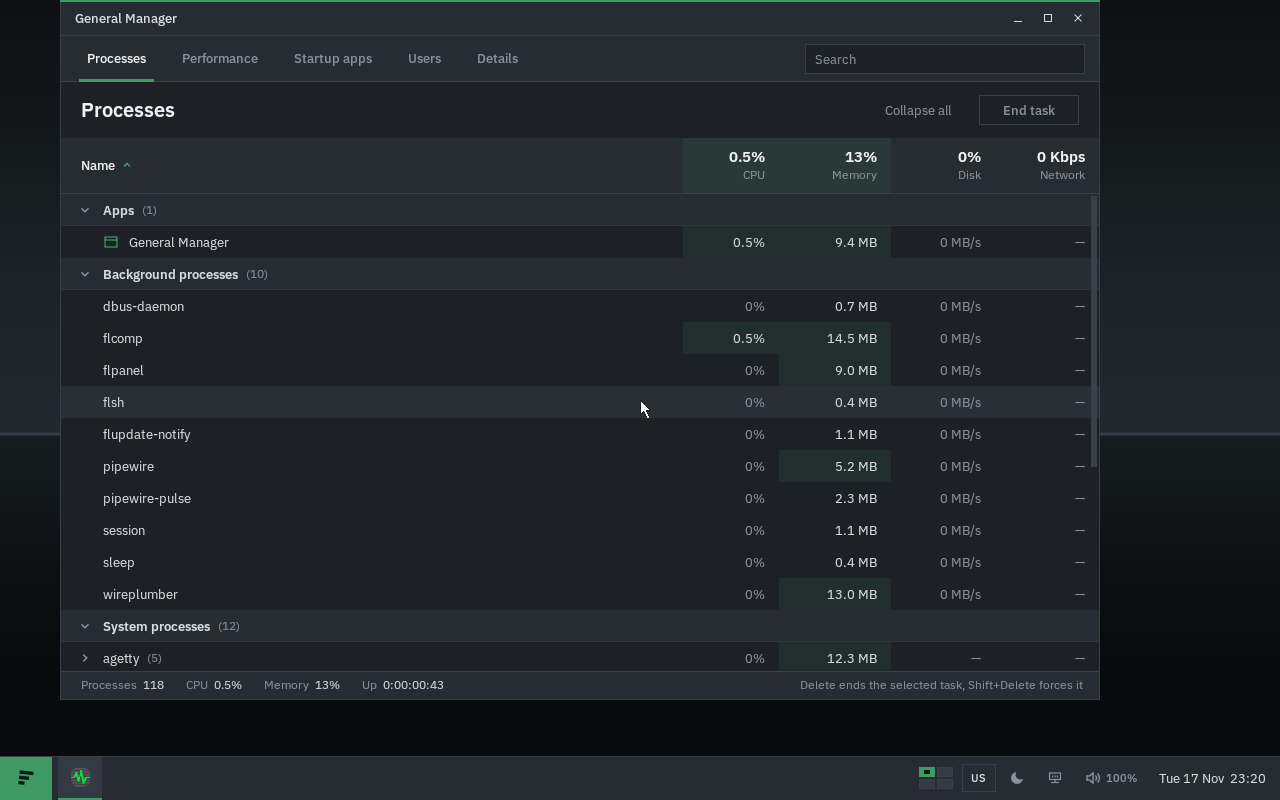 General Manager
Processes Performance Startup apps Users Details Search
Processes Collapse all End task
Name 0.5% CPU 13% Memory 0% Disk 0 Kbps Network
Apps (1)
General Manager 0.5% 9.4 MB 0 MB/s —
Background processes (10)
dbus-daemon 0% 0.7 MB 0 MB/s —
flcomp 0.5% 14.5 MB 0 MB/s —
flpanel 0% 9.0 MB 0 MB/s —
flsh 0% 0.4 MB 0 MB/s —
flupdate-notify 0% 1.1 MB 0 MB/s —
pipewire 0% 5.2 MB 0 MB/s —
pipewire-pulse 0% 2.3 MB 0 MB/s —
session 0% 1.1 MB 0 MB/s —
sleep 0% 0.4 MB 0 MB/s —
wireplumber 0% 13.0 MB 0 MB/s —
System processes (12)
agetty (5) 0% 12.3 MB — —
Processes 118 CPU 0.5% Memory 13% Up 0:00:00:43 Delete ends the selected task, Shift+Delete forces it
US 100% Tue 17 Nov 23:20